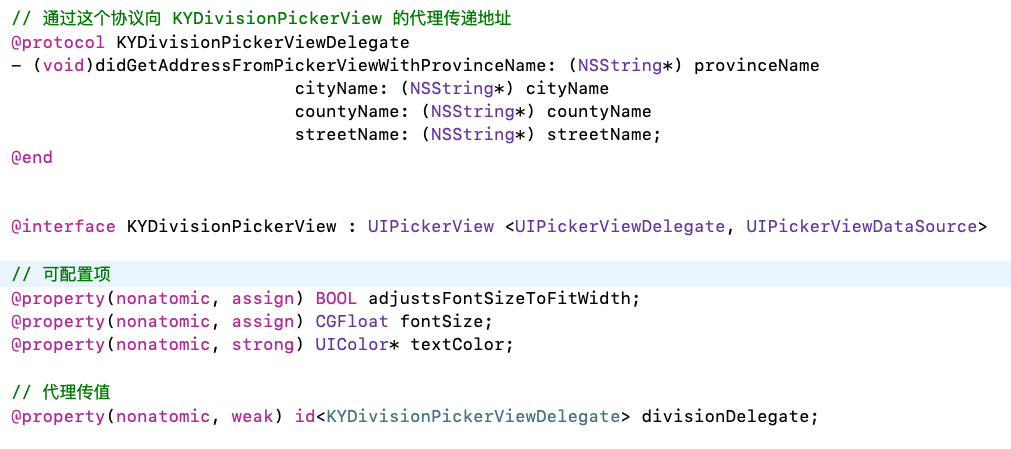 // 通过这个协议向 KYDivisionPickerView 的代理传递地址
@protocol KYDivisionPickerViewDelegate
- (void)didGetAddressFromPickerViewWithProvinceName: (NSString*) provinceName
cityName: (NSString*) cityName
countyName: (NSString*) countyName
streetName: (NSString*) streetName;
@end
@interface KYDivisionPickerView : UIPickerView <UIPickerViewDelegate, UIPickerViewDataSource>
// 可配置项
@property(nonatomic, assign) BOOL adjustsFontSizeToFitWidth;
@property(nonatomic, assign) CGFloat fontSize;
@property(nonatomic, strong) UIColor* textColor;
// 代理传值
@property(nonatomic, weak) id<KYDivisionPickerViewDelegate> divisionDelegate;